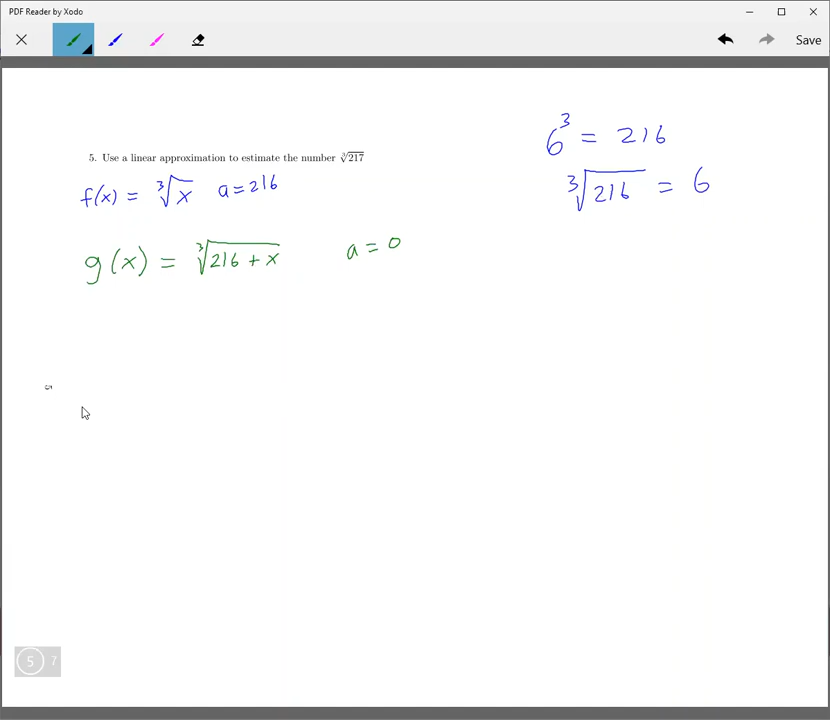 PDF Reader by Xodo
Save
6³ = 216
5. Use a linear approximation to estimate the number ∛217
∛216 = 6
f(x) = ∛x a=216
g(x) = ∛(216 + x) a = 0
5
5 7